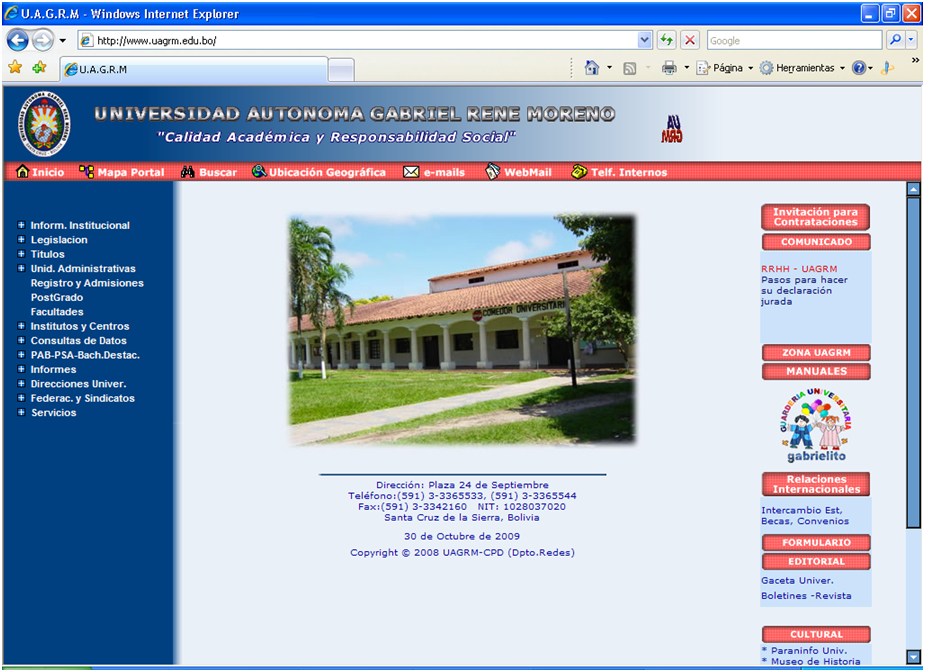 U.A.G.R.M - Windows Internet Explorer
http://www.uagrm.edu.bo/
Google
U.A.G.R.M
Página
Herramientas
UNIVERSIDAD AUTONOMA GABRIEL RENE MORENO
"Calidad Académica y Responsabilidad Social"
UA
GRM
Inicio
Mapa Portal
Buscar
Ubicación Geográfica
e-mails
WebMail
Telf. Internos
Inform. Institucional
Legislacion
Titulos
Unid. Administrativas
Registro y Admisiones
PostGrado
Facultades
Institutos y Centros
Consultas de Datos
PAB-PSA-Bach.Destac.
Informes
Direcciones Univer.
Federac. y Sindicatos
Servicios
COMEDOR UNIVERSITARI
Dirección: Plaza 24 de Septiembre
Teléfono:(591) 3-3365533, (591) 3-3365544
Fax:(591) 3-3342160 NIT: 1028037020
Santa Cruz de la Sierra, Bolivia
30 de Octubre de 2009
Copyright © 2008 UAGRM-CPD (Dpto.Redes)
Invitación para
Contrataciones
COMUNICADO
RRHH - UAGRM
Pasos para hacer
su declaración
jurada
ZONA UAGRM
MANUALES
GUARDERIA UNIVERSITARIA
gabrielito
Relaciones
Internacionales
Intercambio Est,
Becas, Convenios
FORMULARIO
EDITORIAL
Gaceta Univer.
Boletines -Revista
CULTURAL
* Paraninfo Univ.
* Museo de Historia